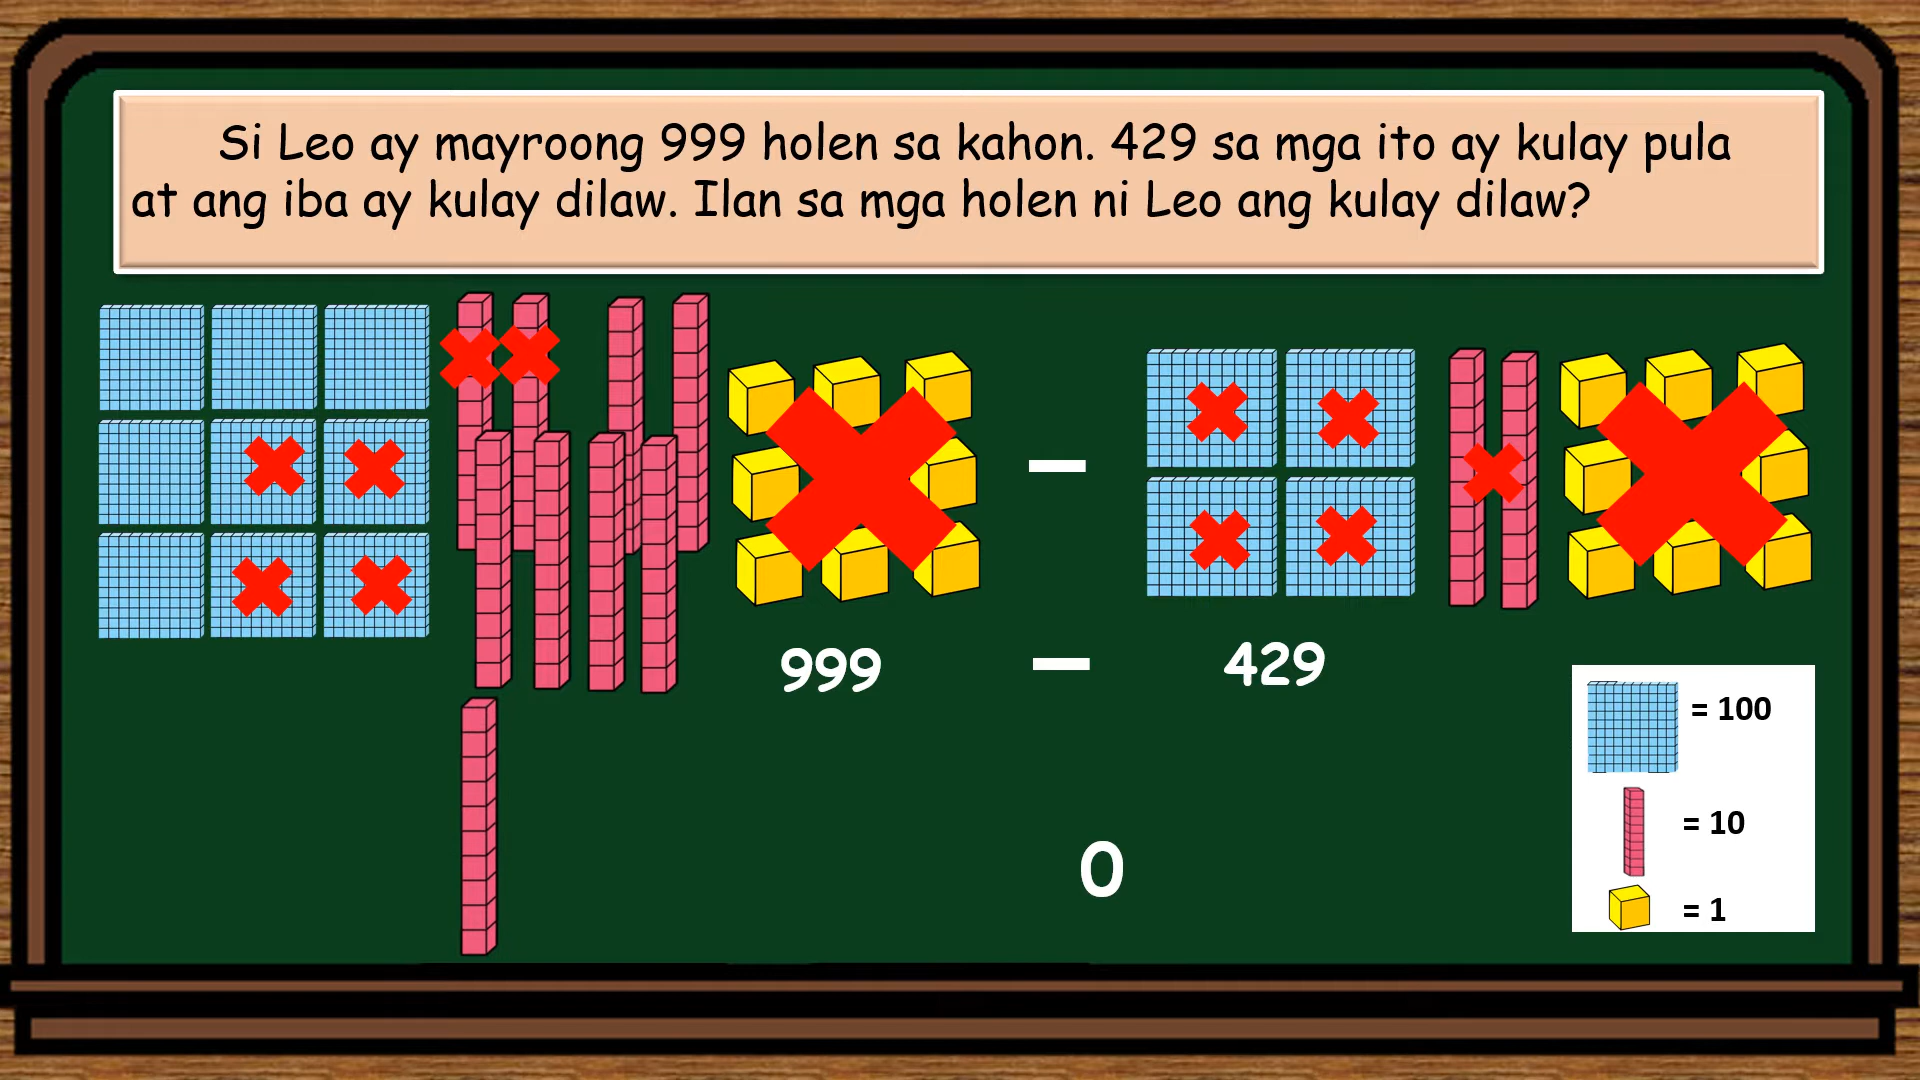 Si Leo ay mayroong 999 holen sa kahon. 429 sa mga ito ay kulay pula
at ang iba ay kulay dilaw. Ilan sa mga holen ni Leo ang kulay dilaw?
–
999 – 429
= 100
= 10
0
= 1